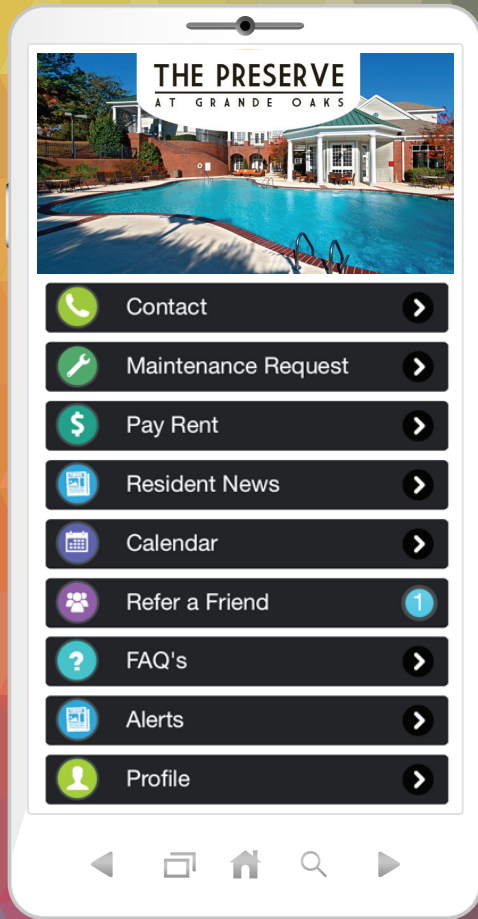 THE PRESERVE
AT GRANDE OAKS
Contact
Maintenance Request
$ Pay Rent
Resident News
Calendar
Refer a Friend 1
? FAQ's
Alerts
Profile